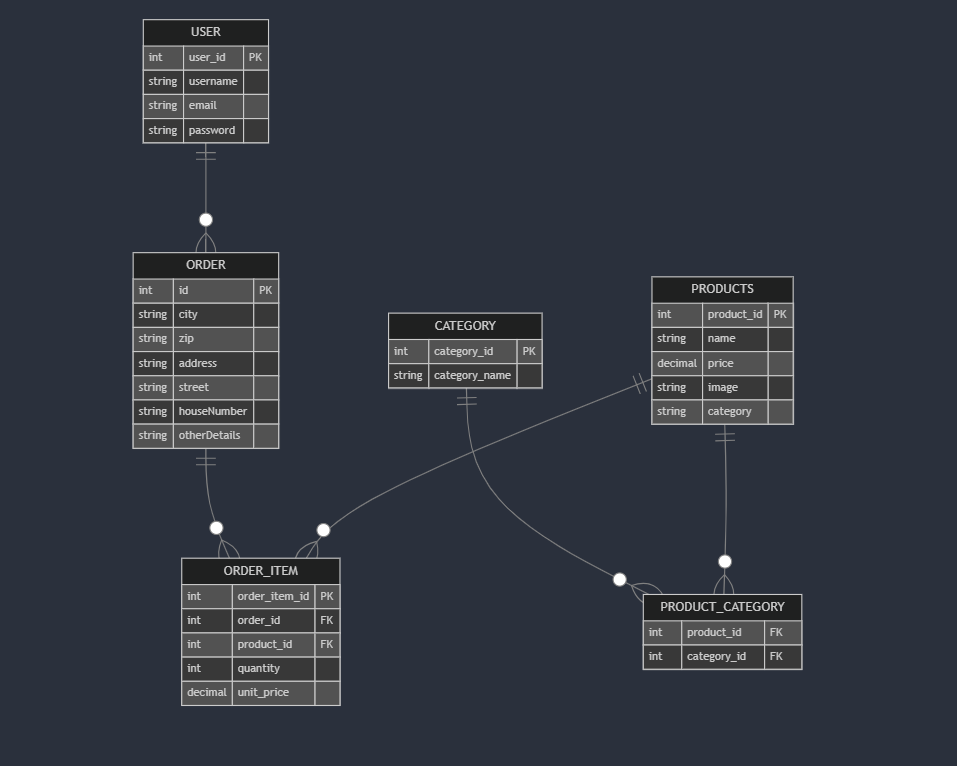 USER
int user_id PK
string username
string email
string password
ORDER
int id PK
string city
string zip
string address
string street
string houseNumber
string otherDetails
CATEGORY
int category_id PK
string category_name
PRODUCTS
int product_id PK
string name
decimal price
string image
string category
ORDER_ITEM
int order_item_id PK
int order_id FK
int product_id FK
int quantity
decimal unit_price
PRODUCT_CATEGORY
int product_id FK
int category_id FK